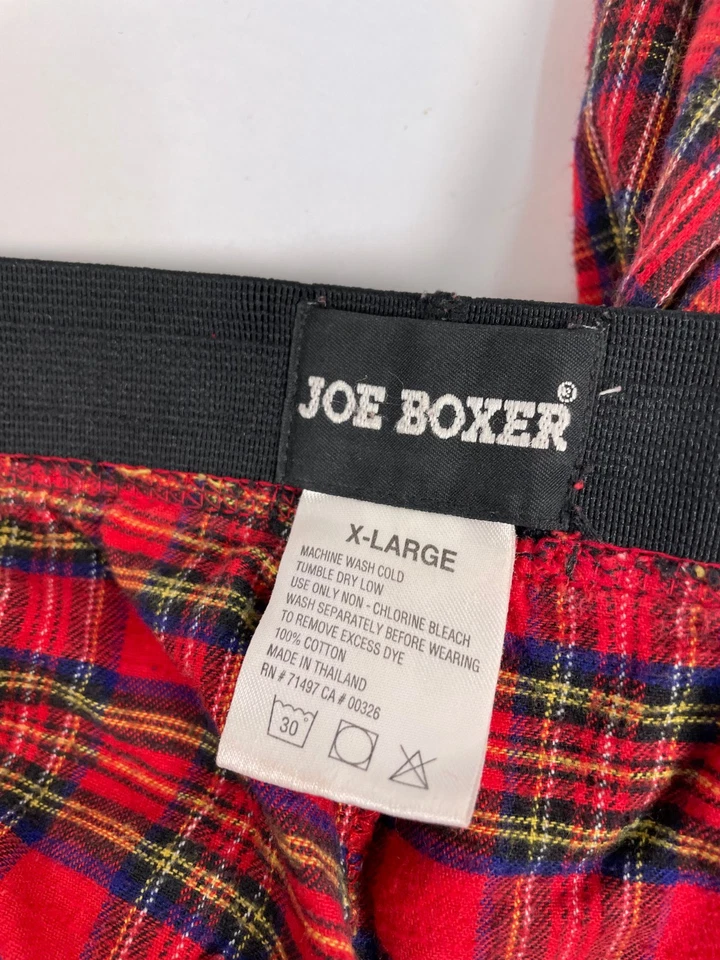 JOE BOXER®
X-LARGE
MACHINE WASH COLD
TUMBLE DRY LOW
USE ONLY NON - CHLORINE BLEACH
WASH SEPARATELY BEFORE WEARING
TO REMOVE EXCESS DYE
100% COTTON
MADE IN THAILAND
RN # 71497 CA # 00326
30°